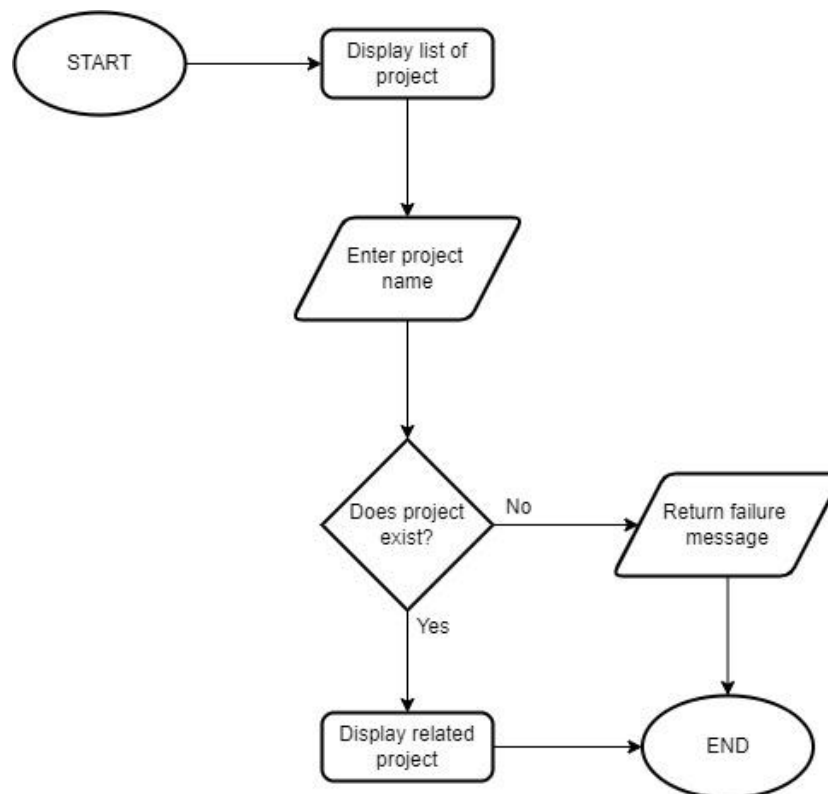 START
Display list of
project
Enter project
name
Does project
exist?
No
Return failure
message
Yes
Display related
project
END